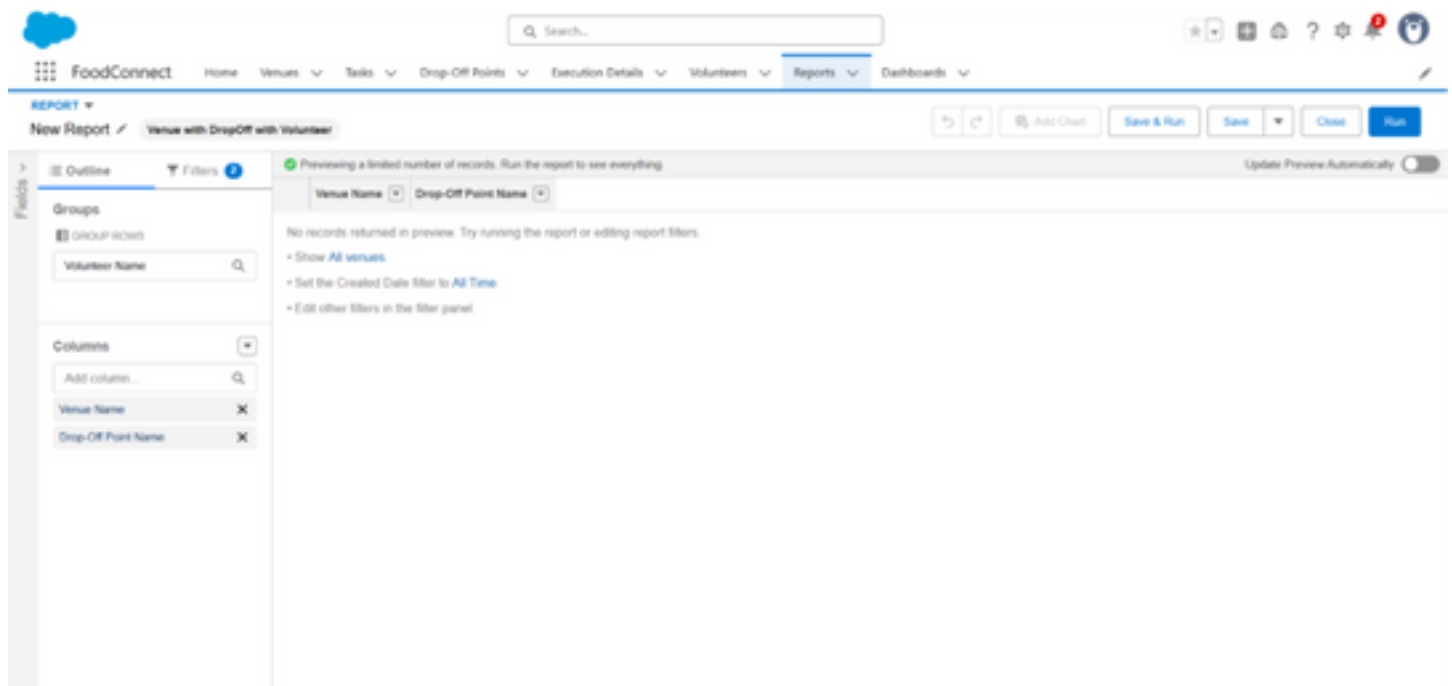 Search...
2
FoodConnect Home Venues Tasks Drop-Off Points Execution Details Volunteers Reports Dashboards
REPORT
New Report Venue with DropOff with Volunteer
Add Chart Save & Run Save Close Run
Fields
Outline Filters 2
Previewing a limited number of records. Run the report to see everything.
Update Preview Automatically
Venue Name Drop-Off Point Name
Groups
GROUP ROWS
Volunteer Name
No records returned in preview. Try running the report or editing report filters.
• Show All venues.
• Set the Created Date filter to All Time.
• Edit other filters in the filter panel.
Columns
Add column...
Venue Name
Drop-Off Point Name